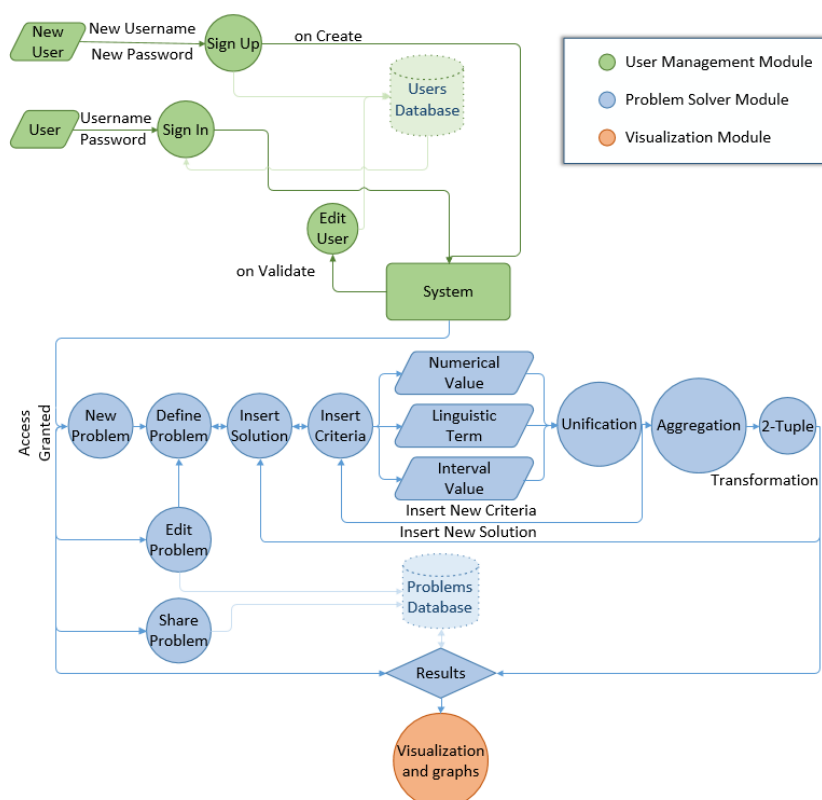 New
User
New Username
New Password
Sign Up
on Create
Users
Database
User
Username
Password
Sign In
Edit
User
on Validate
System
User Management Module
Problem Solver Module
Visualization Module
Access
Granted
New
Problem
Define
Problem
Insert
Solution
Insert
Criteria
Numerical
Value
Linguistic
Term
Interval
Value
Unification
Aggregation
2-Tuple
Transformation
Insert New Criteria
Insert New Solution
Edit
Problem
Share
Problem
Problems
Database
Results
Visualization
and graphs